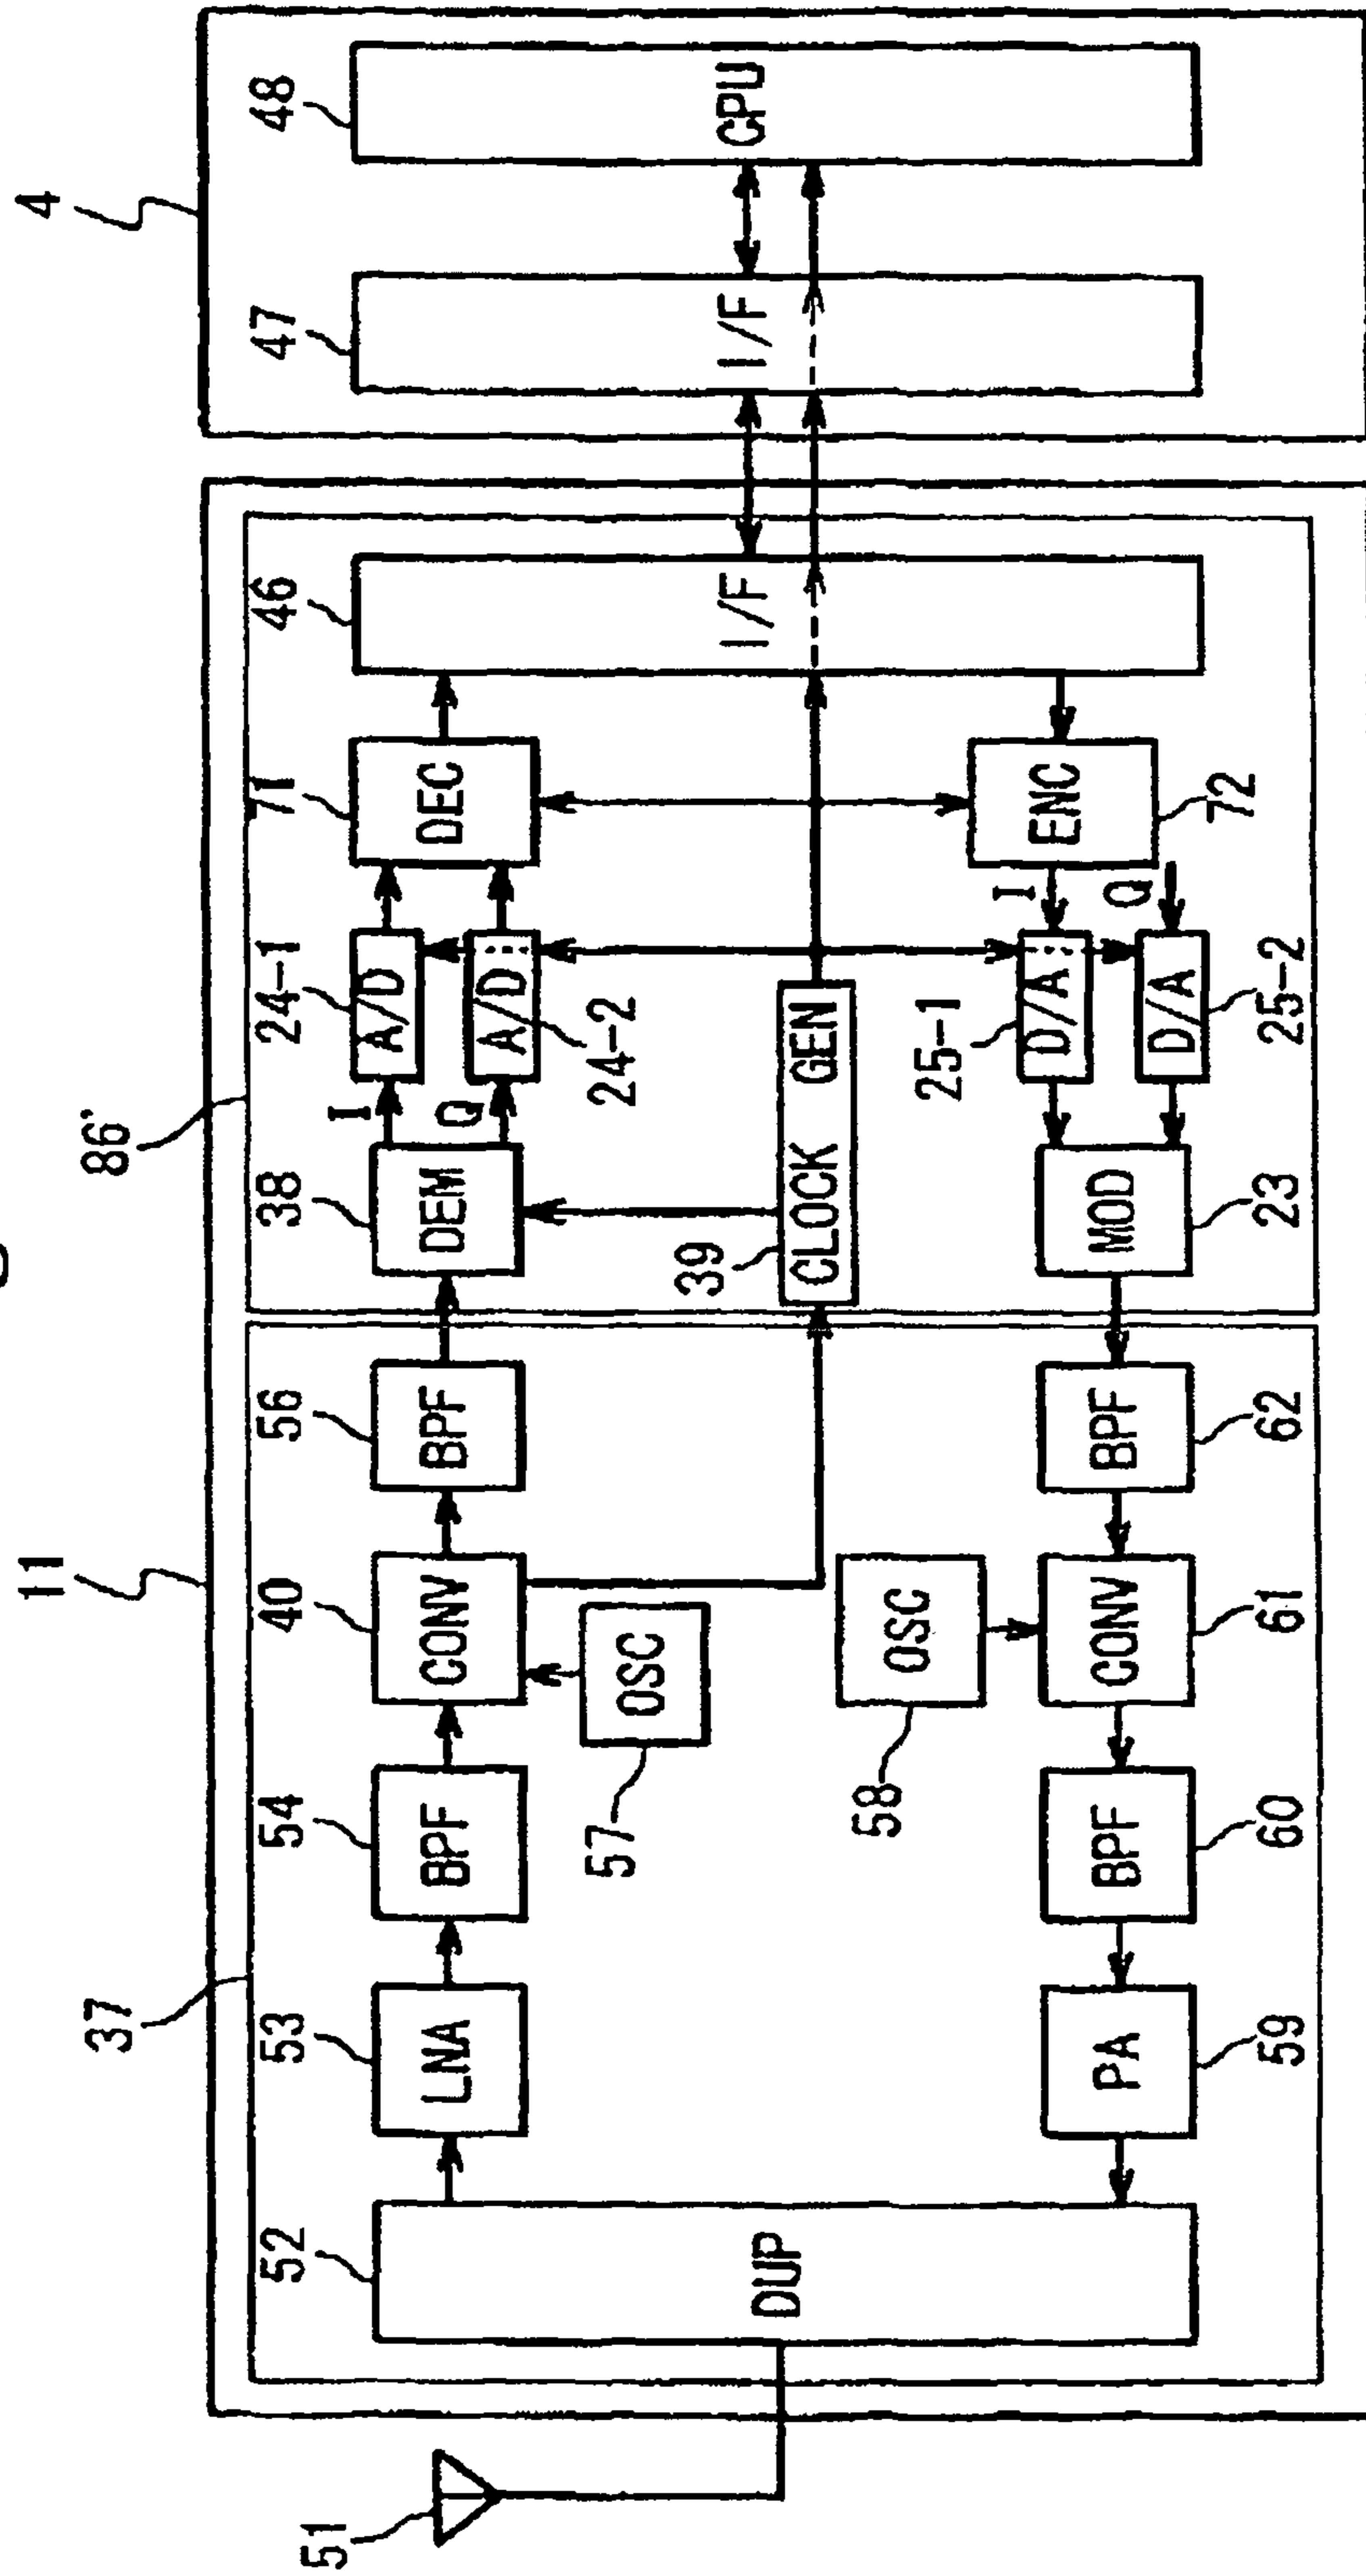 11
4
37
86'
51
52
53
54
40
56
38
24-1
71
46
47
48
DUP
LNA
BPF
CONV
BPF
DEM
I
Q
A/D
A/D
24-2
DEC
I/F
I/F
CPU
57
OSC
58
OSC
39
CLOCK GEN
25-1
PA
BPF
CONV
BPF
MOD
D/A
D/A
I
Q
ENC
59
60
61
62
23
25-2
72